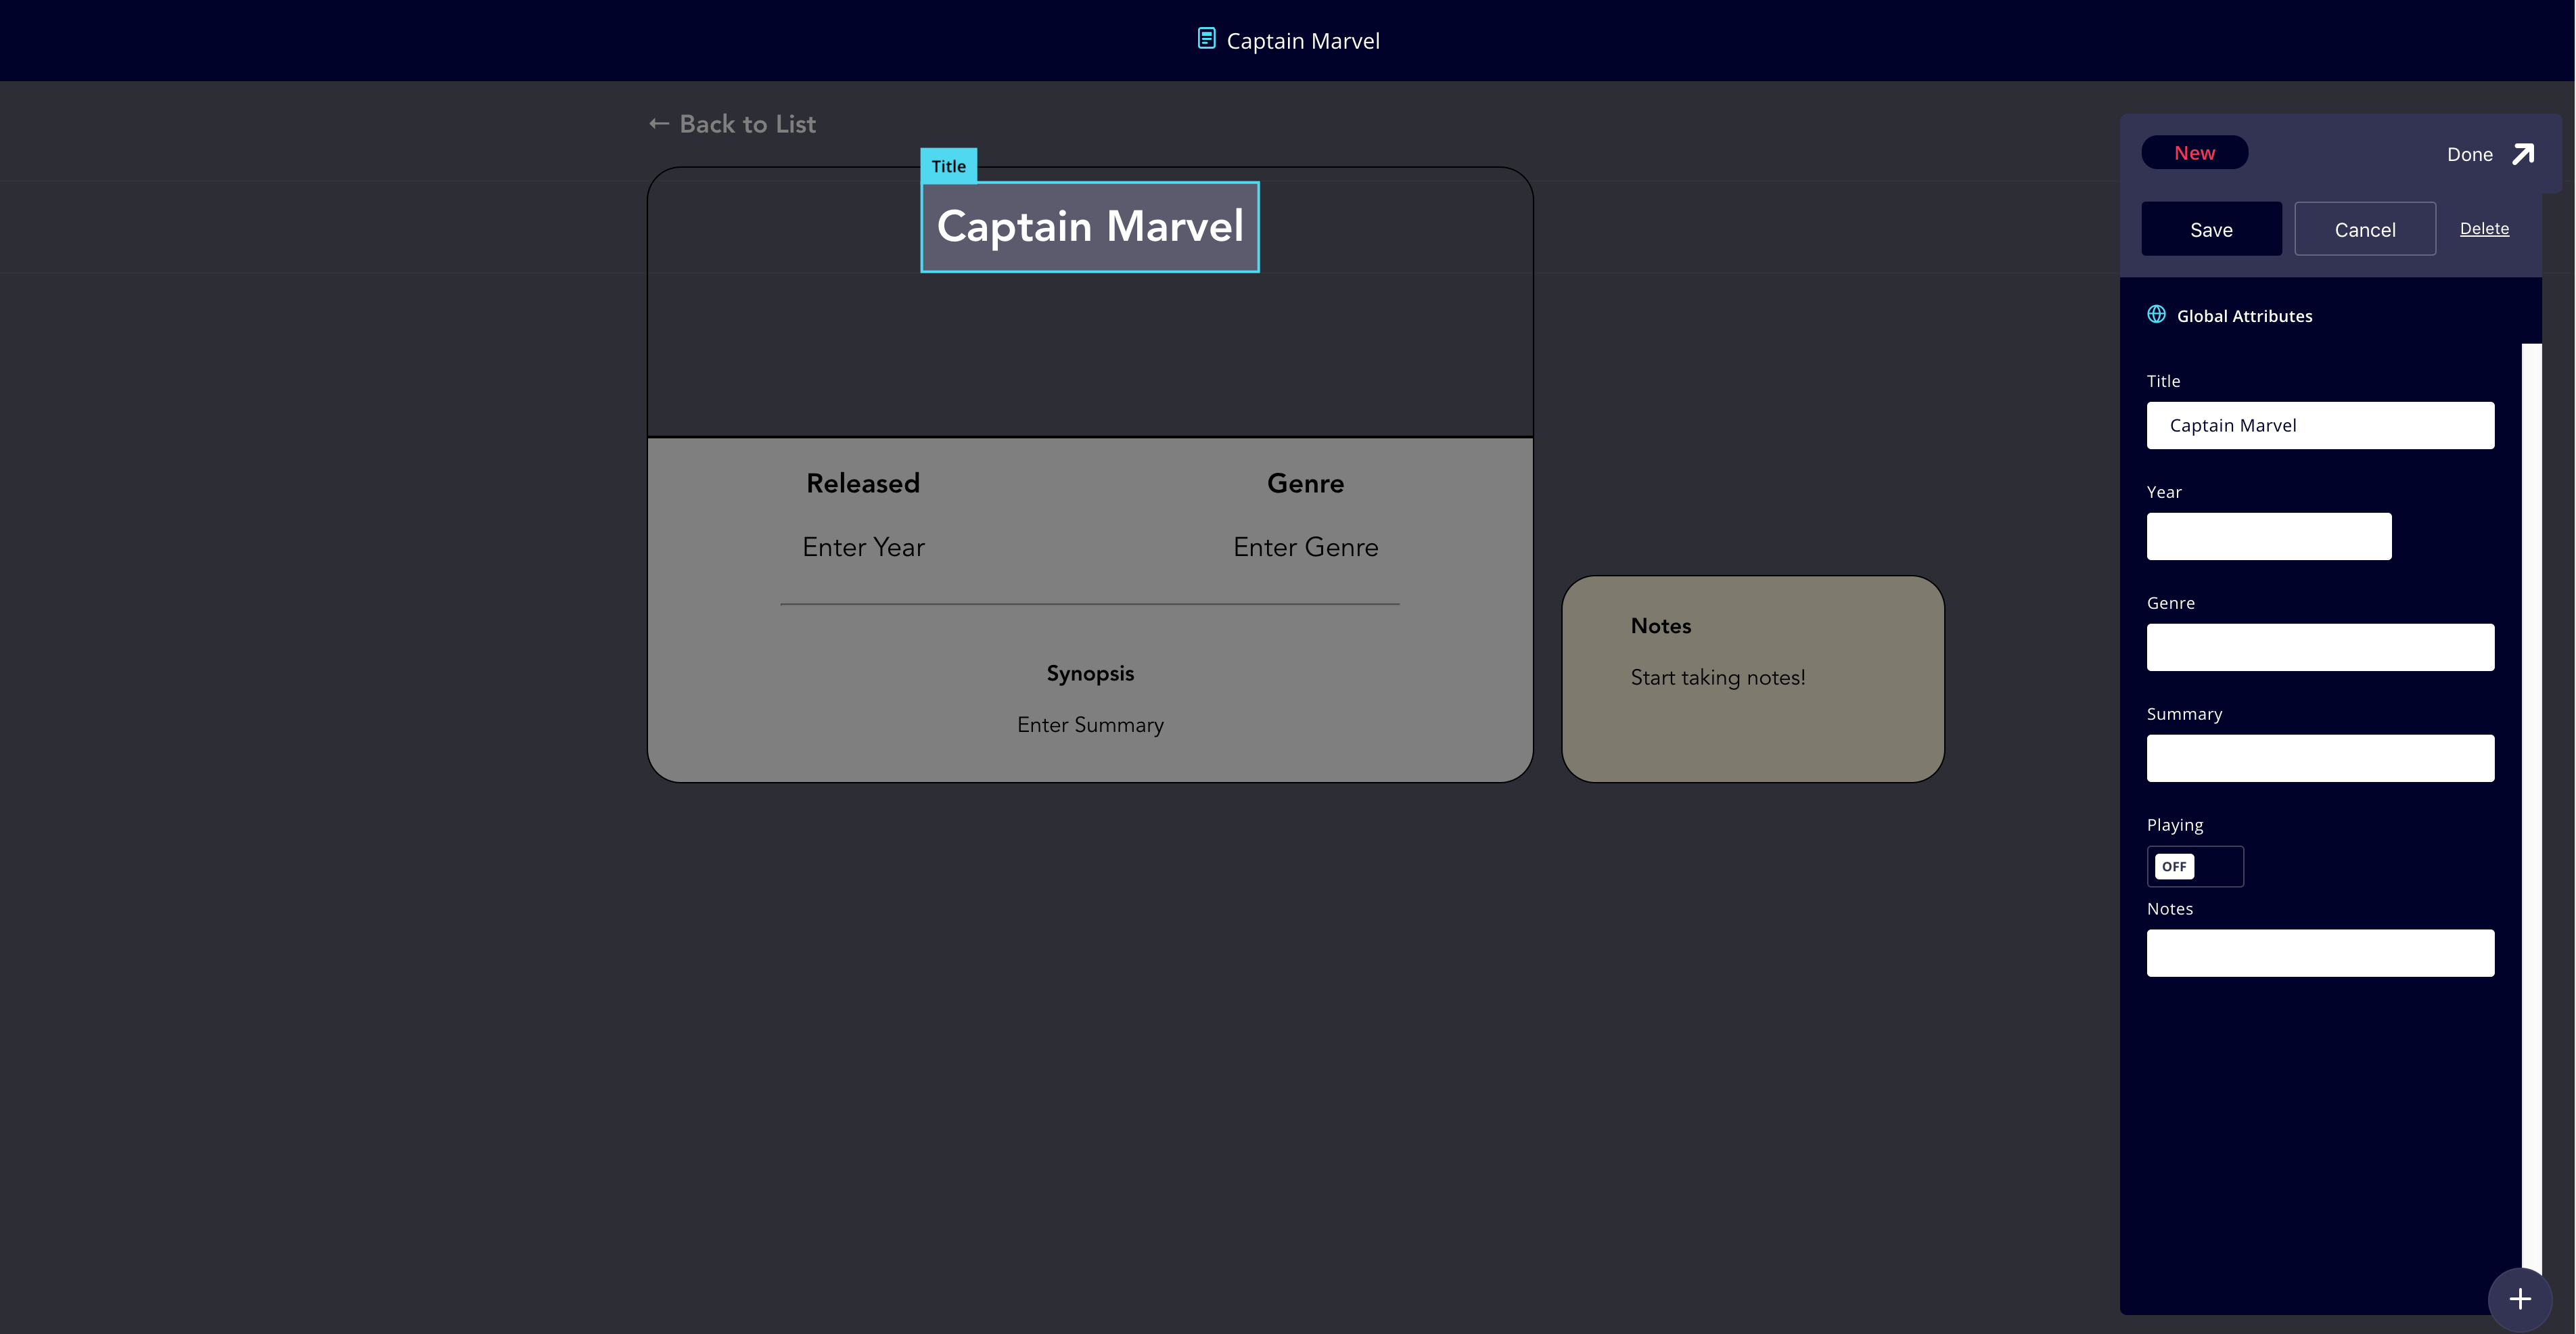 Captain Marvel
← Back to List
Title
Captain Marvel
Released
Genre
Enter Year
Enter Genre
Synopsis
Enter Summary
Notes
Start taking notes!
New
Done
Save
Cancel
Delete
Global Attributes
Title
Captain Marvel
Year
Genre
Summary
Playing
OFF
Notes